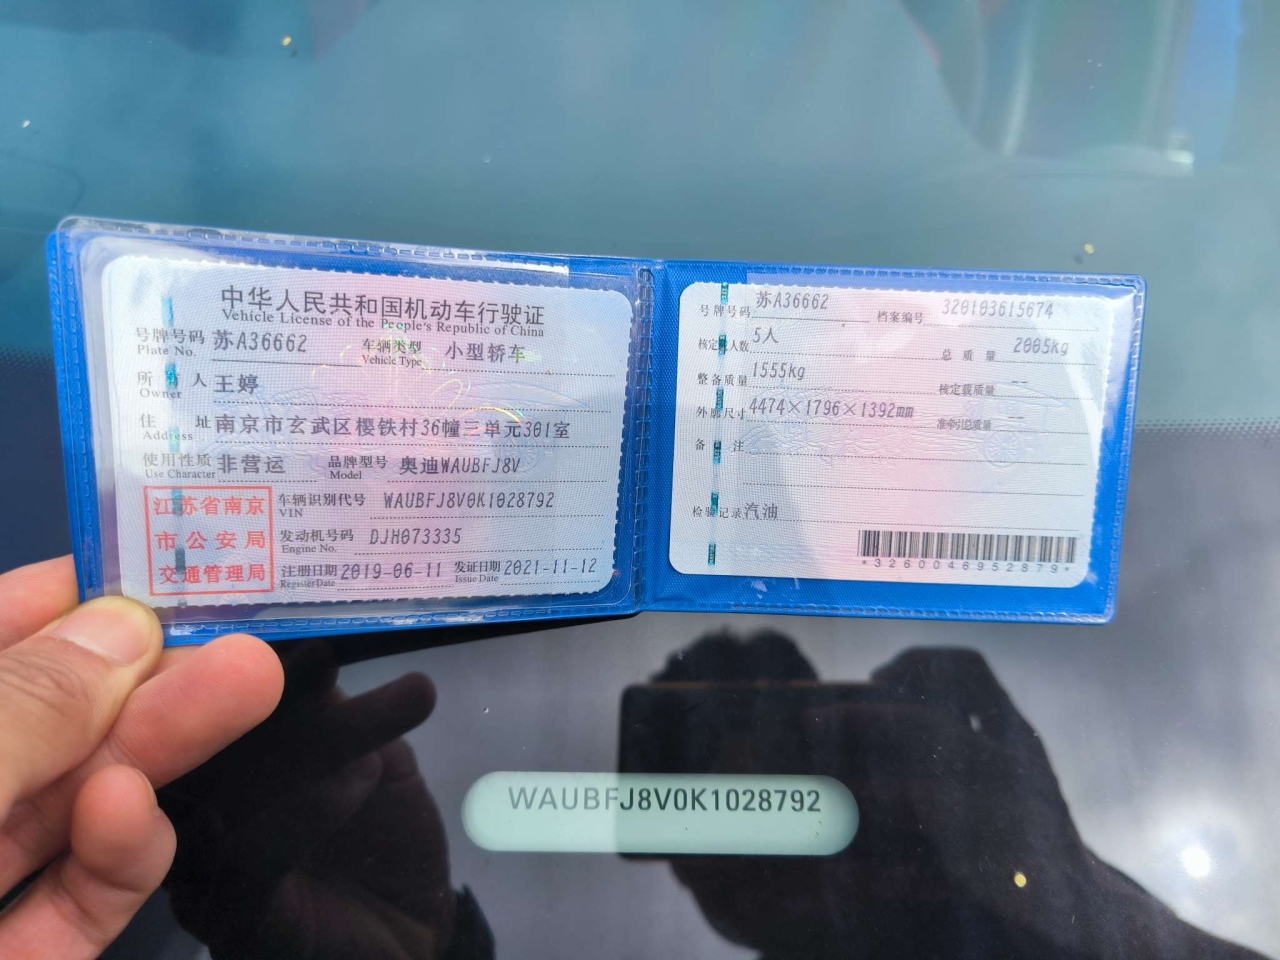 中华人民共和国机动车行驶证
Vehicle License of the People's Republic of China
号牌号码 苏A36662 车辆类型 小型轿车
Plate No. Vehicle Type
所有人 王婷
Owner
住址 南京市玄武区樱铁村36幢三单元301室
Address
使用性质 非营运 品牌型号 奥迪WAUBFJ8V
Use Character Model
江苏省南京
市公安局
交通管理局
车辆识别代号 WAUBFJ8V0K1028792
VIN
发动机号码 DJH073335
Engine No.
注册日期 2019-06-11 发证日期 2021-11-12
Register Date Issue Date
号牌号码 苏A36662 档案编号 320103615674
核定载人数 5人 总质量 2005kg
整备质量 1555kg 核定载质量 --
外廓尺寸 4474×1796×1392mm 准牵引总质量 --
备注
检验记录 汽油
*3260046952879*
WAUBFJ8V0K1028792